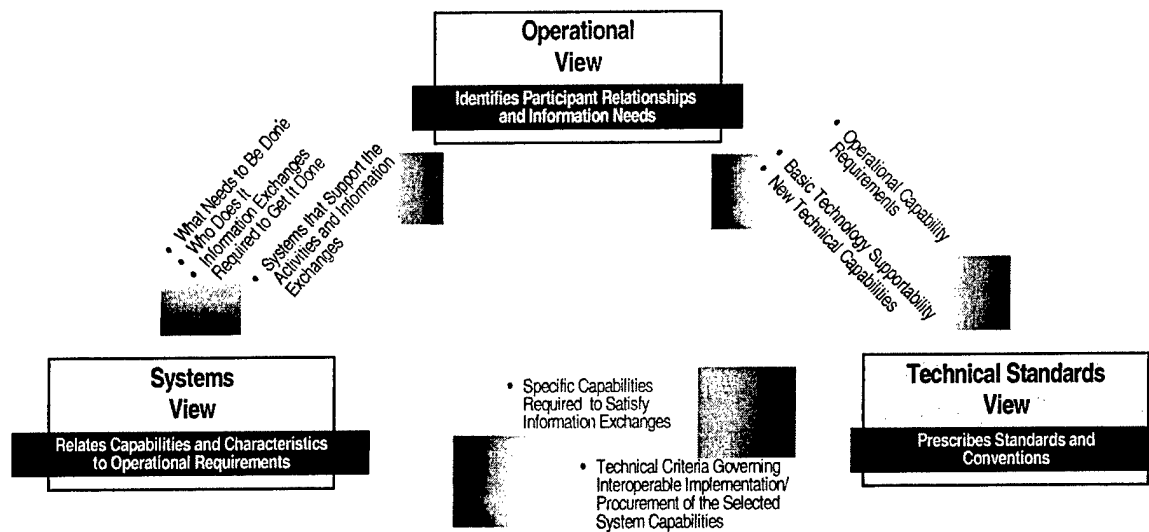 Operational
View
Identifies Participant Relationships
and Information Needs
• What Needs to Be Done
• Who Does It
• Information Exchanges
Required to Get It Done
• Systems that Support the
Activities and Information
Exchanges
• Operational Capability
Requirements
• Basic Technology Supportability
• New Technical Capabilities
Systems
View
Relates Capabilities and Characteristics
to Operational Requirements
• Specific Capabilities
Required to Satisfy
Information Exchanges
• Technical Criteria Governing
Interoperable Implementation/
Procurement of the Selected
System Capabilities
Technical Standards
View
Prescribes Standards and
Conventions